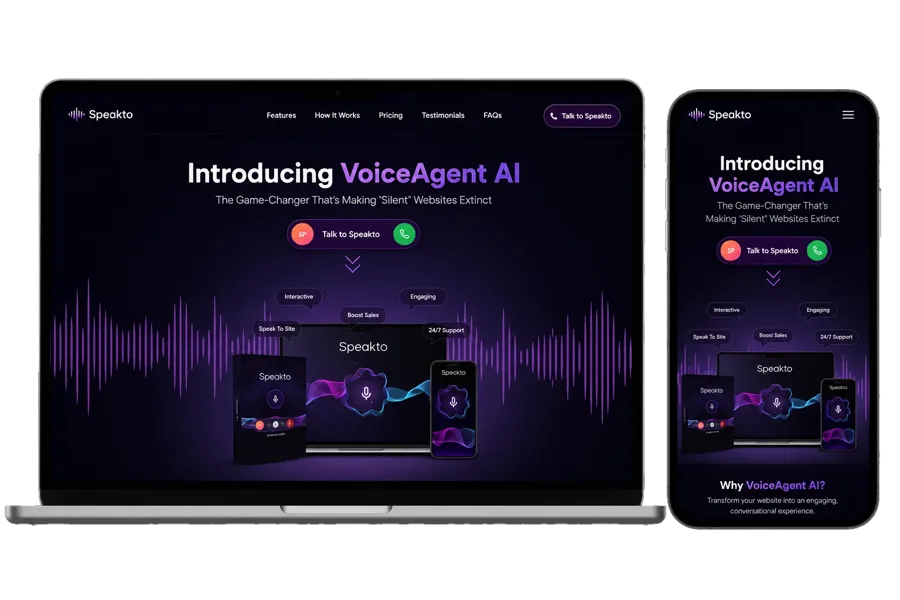 Speakto
Features
How It Works
Pricing
Testimonials
FAQs
Talk to Speakto
Introducing VoiceAgent AI
The Game-Changer That's Making "Silent" Websites Extinct
SP
Talk to Speakto
Interactive
Engaging
Boost Sales
Speak To Site
24/7 Support
Speakto
Speakto
Speakto
Speakto
Introducing
VoiceAgent AI
The Game-Changer That's
Making "Silent" Websites Extinct
SP
Talk to Speakto
Interactive
Engaging
Speak To Site
Boost Sales
24/7 Support
Speakto
Speakto
Speakto
Why VoiceAgent AI?
Transform your website into an engaging,
conversational experience.